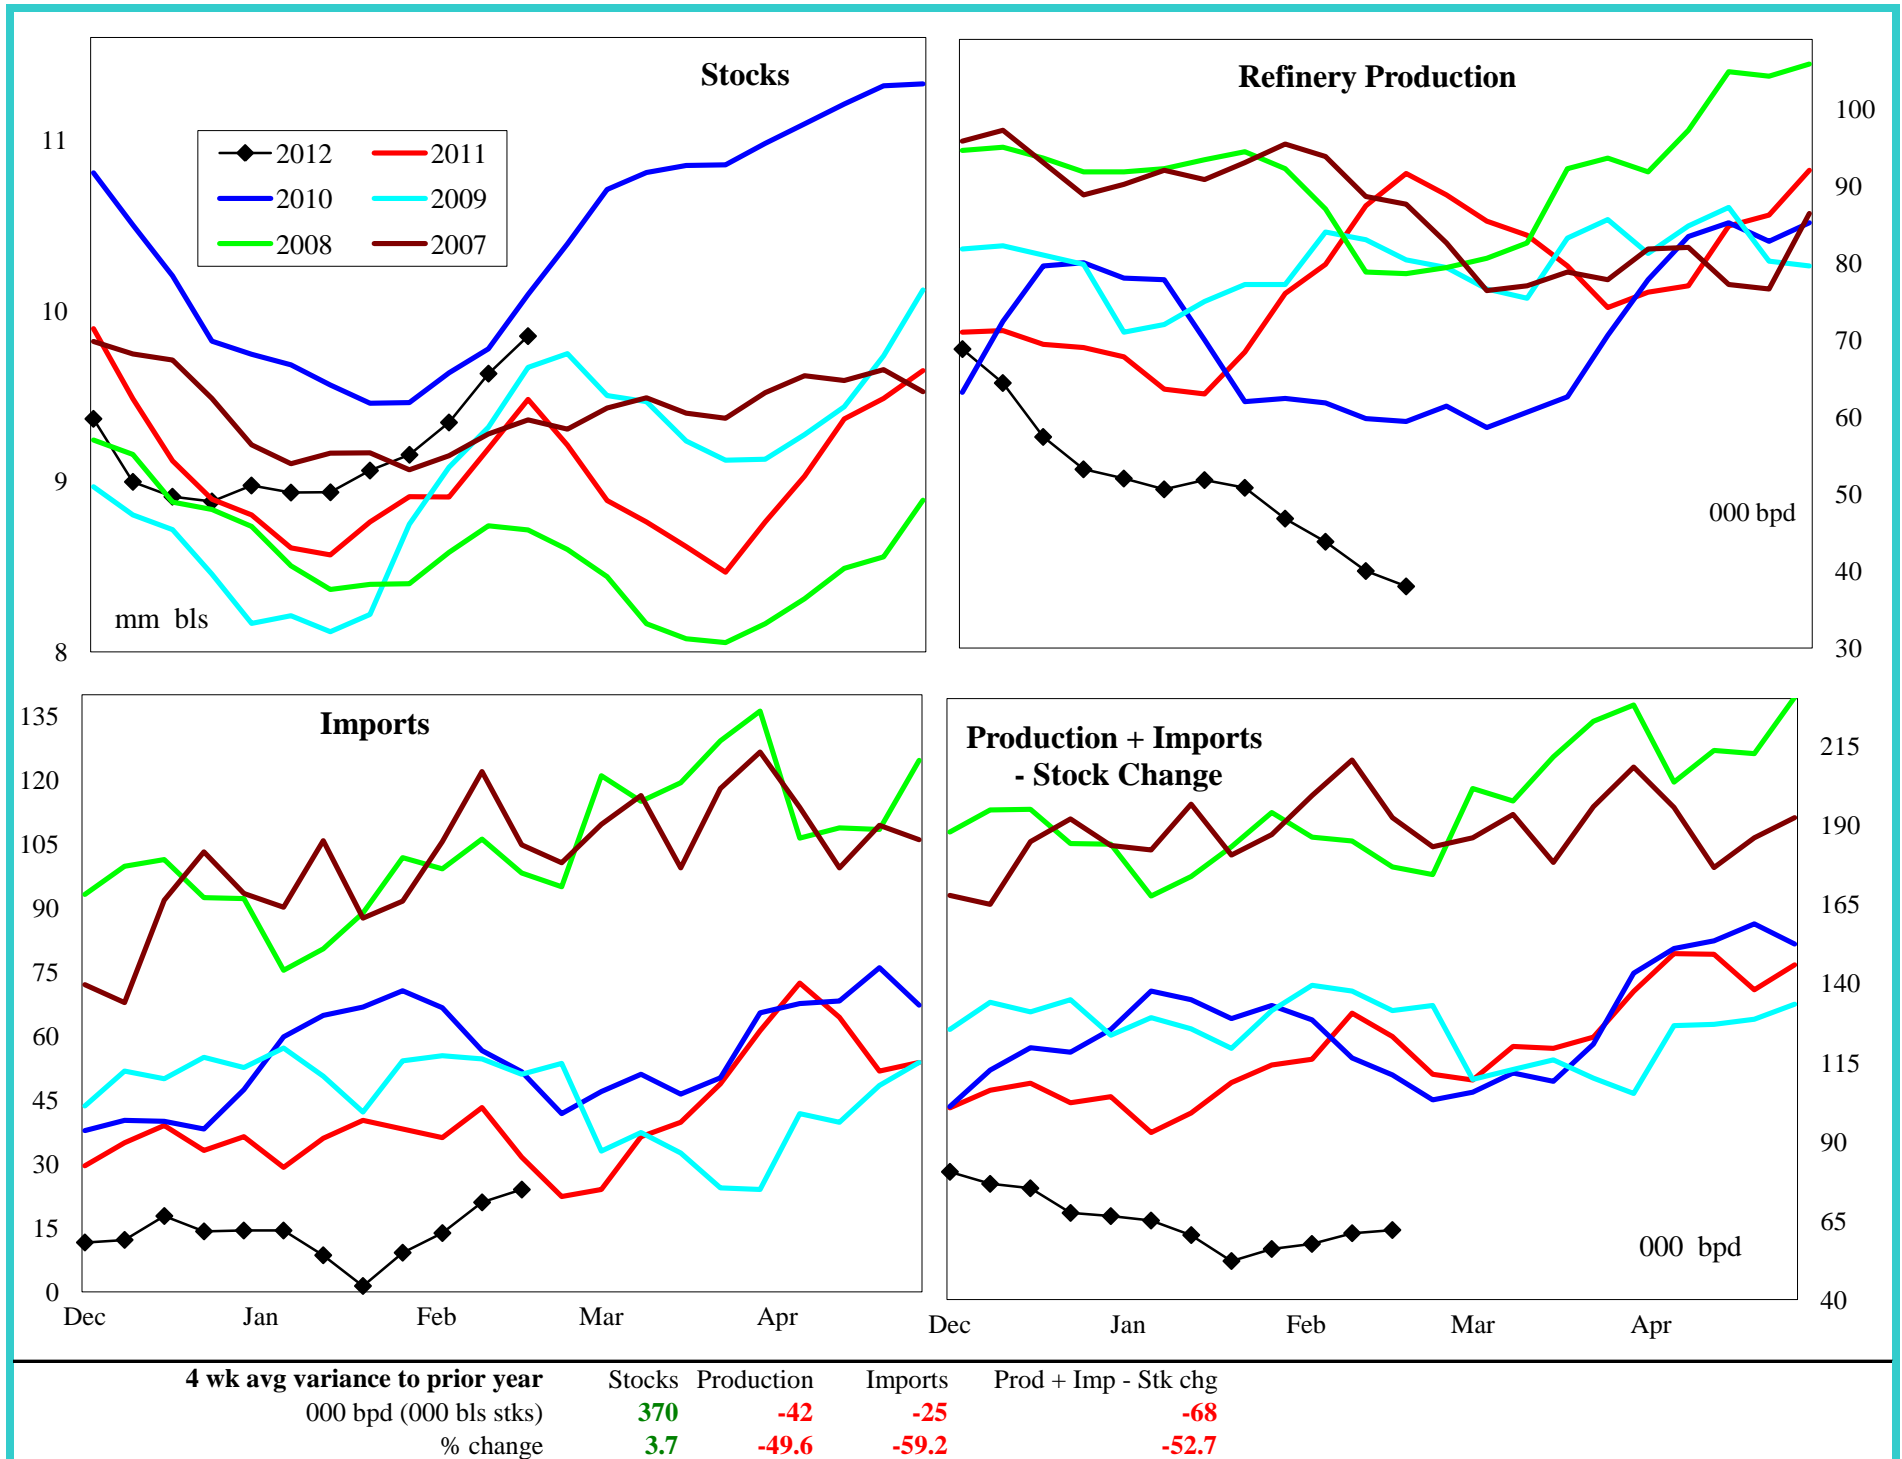 Stocks
11
10
9
8
2012
2011
2010
2009
2008
2007
mm bls
Refinery Production
100
90
80
70
60
50
40
30
000 bpd
Imports
135
120
105
90
75
60
45
30
15
0
Dec Jan Feb Mar Apr
Production + Imports
- Stock Change
215
190
165
140
115
90
65
40
000 bpd
Dec Jan Feb Mar Apr
4 wk avg variance to prior year Stocks Production Imports Prod + Imp - Stk chg
000 bpd (000 bls stks) 370 -42 -25 -68
% change 3.7 -49.6 -59.2 -52.7